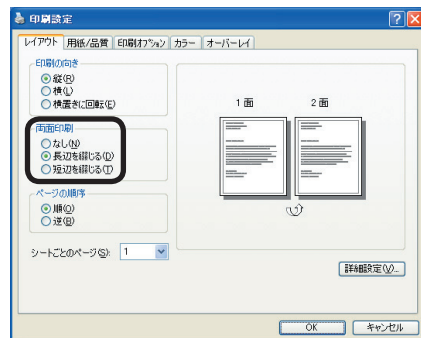 印刷設定
レイアウト 用紙/品質 印刷オプション カラー オーバーレイ
印刷の向き
縦(R)
横(L)
横置きに回転(E)
両面印刷
なし(N)
長辺を綴じる(D)
短辺を綴じる(T)
ページの順序
順(O)
逆(B)
シートごとのページ(S): 1
1 面 2 面
詳細設定(V)...
OK キャンセル